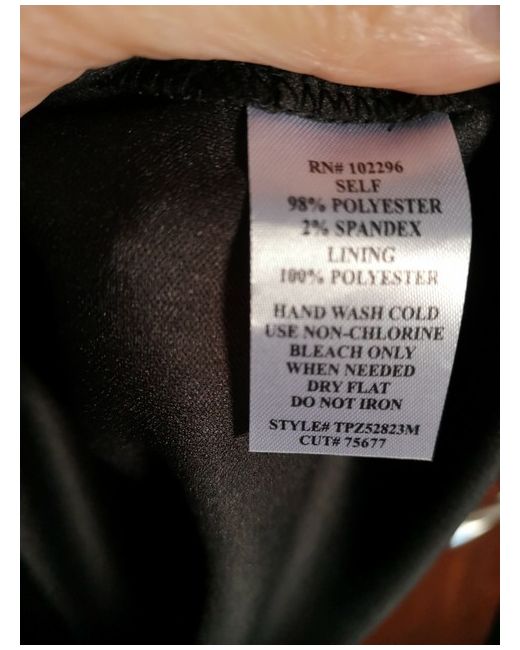 RN# 102296
SELF
98% POLYESTER
2% SPANDEX
LINING
100% POLYESTER
HAND WASH COLD
USE NON-CHLORINE
BLEACH ONLY
WHEN NEEDED
DRY FLAT
DO NOT IRON
STYLE# TPZ52823M
CUT# 75677